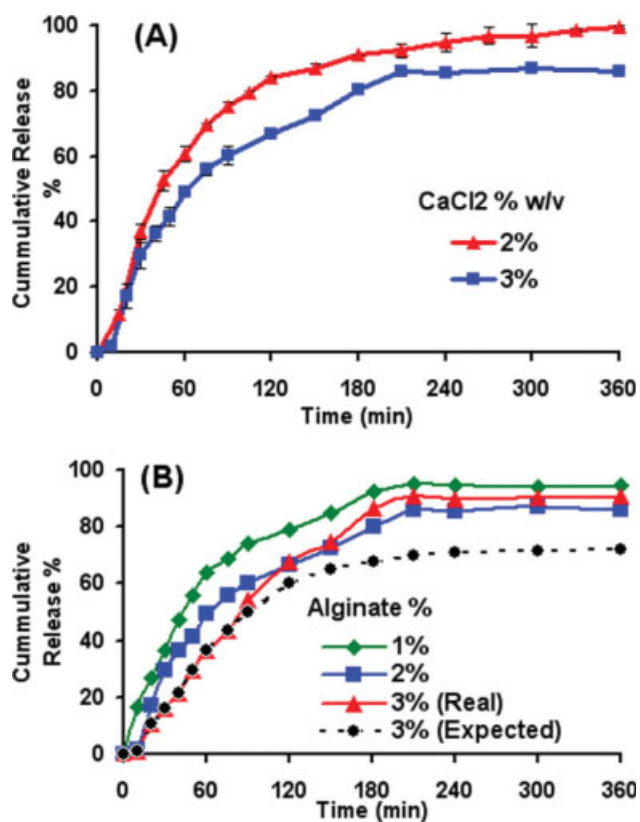 (A)
Cummulative Release
%
100
80
60
40
20
0
CaCl2 % w/v
2%
3%
0 60 120 180 240 300 360
Time (min)
(B)
Cummulative
Release %
100
80
60
40
20
0
Alginate %
1%
2%
3% (Real)
3% (Expected)
0 60 120 180 240 300 360
Time (min)